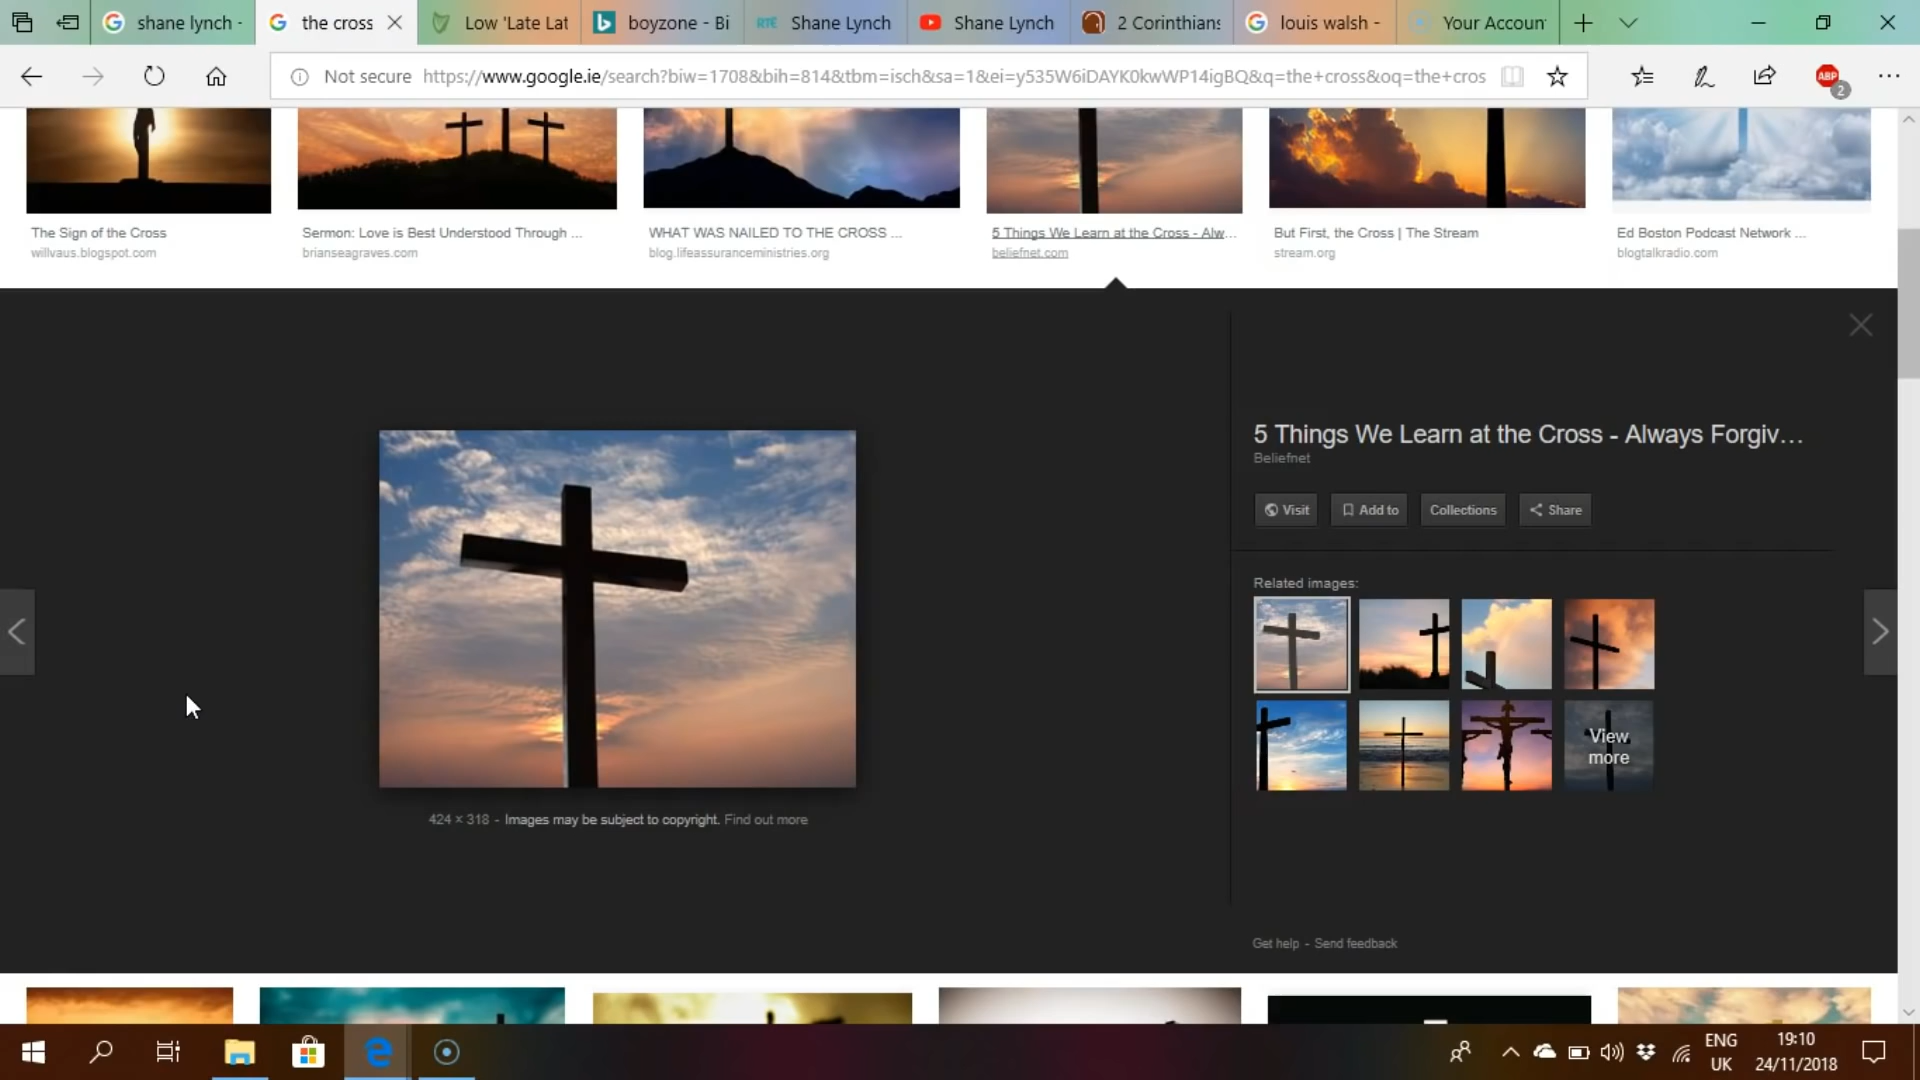 shane lynch -
the cross
Low 'Late Lat
boyzone - Bi
RTE Shane Lynch
Shane Lynch
2 Corinthians
louis walsh -
Your Accoun
Not secure https://www.google.ie/search?biw=1708&bih=814&tbm=isch&sa=1&ei=y535W6iDAYK0kwWP14igBQ&q=the+cross&oq=the+cros
ABP
2
The Sign of the Cross
willvaus.blogspot.com
Sermon: Love is Best Understood Through ...
brianseagraves.com
WHAT WAS NAILED TO THE CROSS ...
blog.lifeassuranceministries.org
5 Things We Learn at the Cross - Alw...
beliefnet.com
But First, the Cross | The Stream
stream.org
Ed Boston Podcast Network ...
blogtalkradio.com
5 Things We Learn at the Cross - Always Forgiv...
Beliefnet
Visit
Add to
Collections
Share
Related images:
View
more
424 × 318 - Images may be subject to copyright. Find out more
Get help - Send feedback
ENG
UK
19:10
24/11/2018